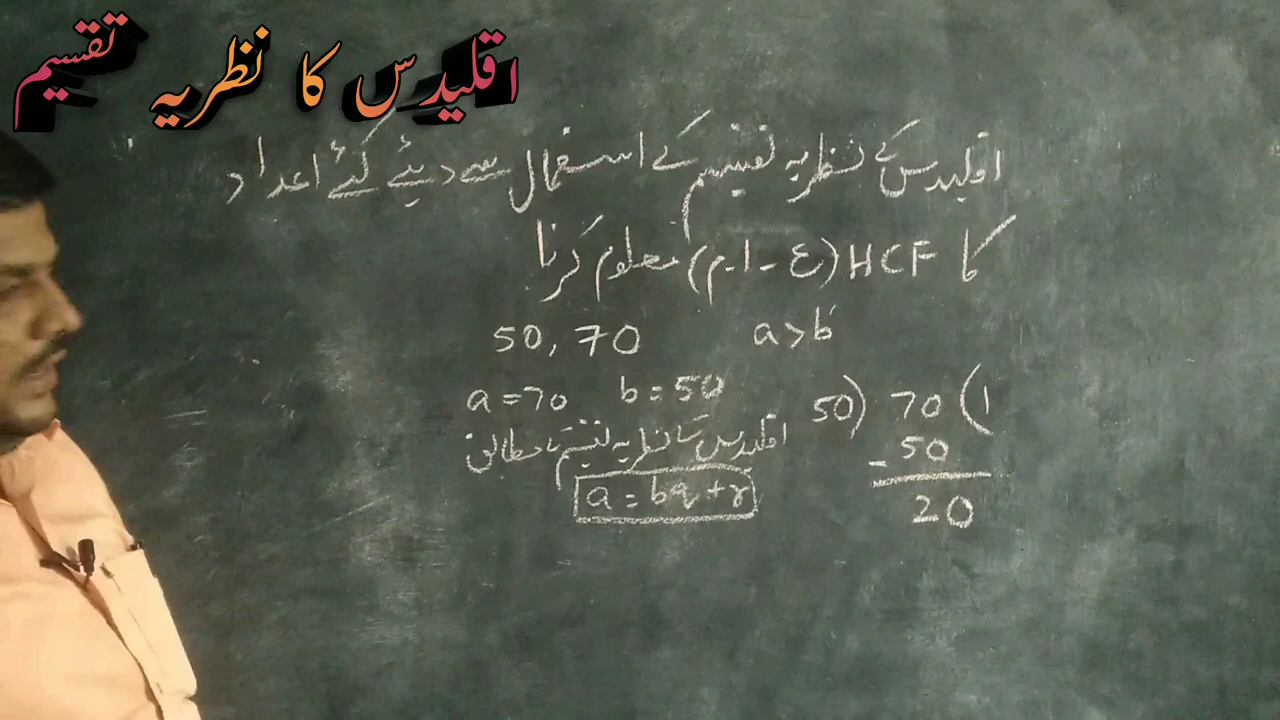 اقلیدس کا نظریہ تقسیم
اقلیدس کے نظریہ تقسیم کے استعمال سے دیئے گئے اعداد
کا HCF (ع-ا-م) معلوم کرنا
50, 70 a>b
a=70 b=50
50) 70 (1
اقلیدس کے نظریہ تقسیم کے مطابق
-50
a = bq+r
20